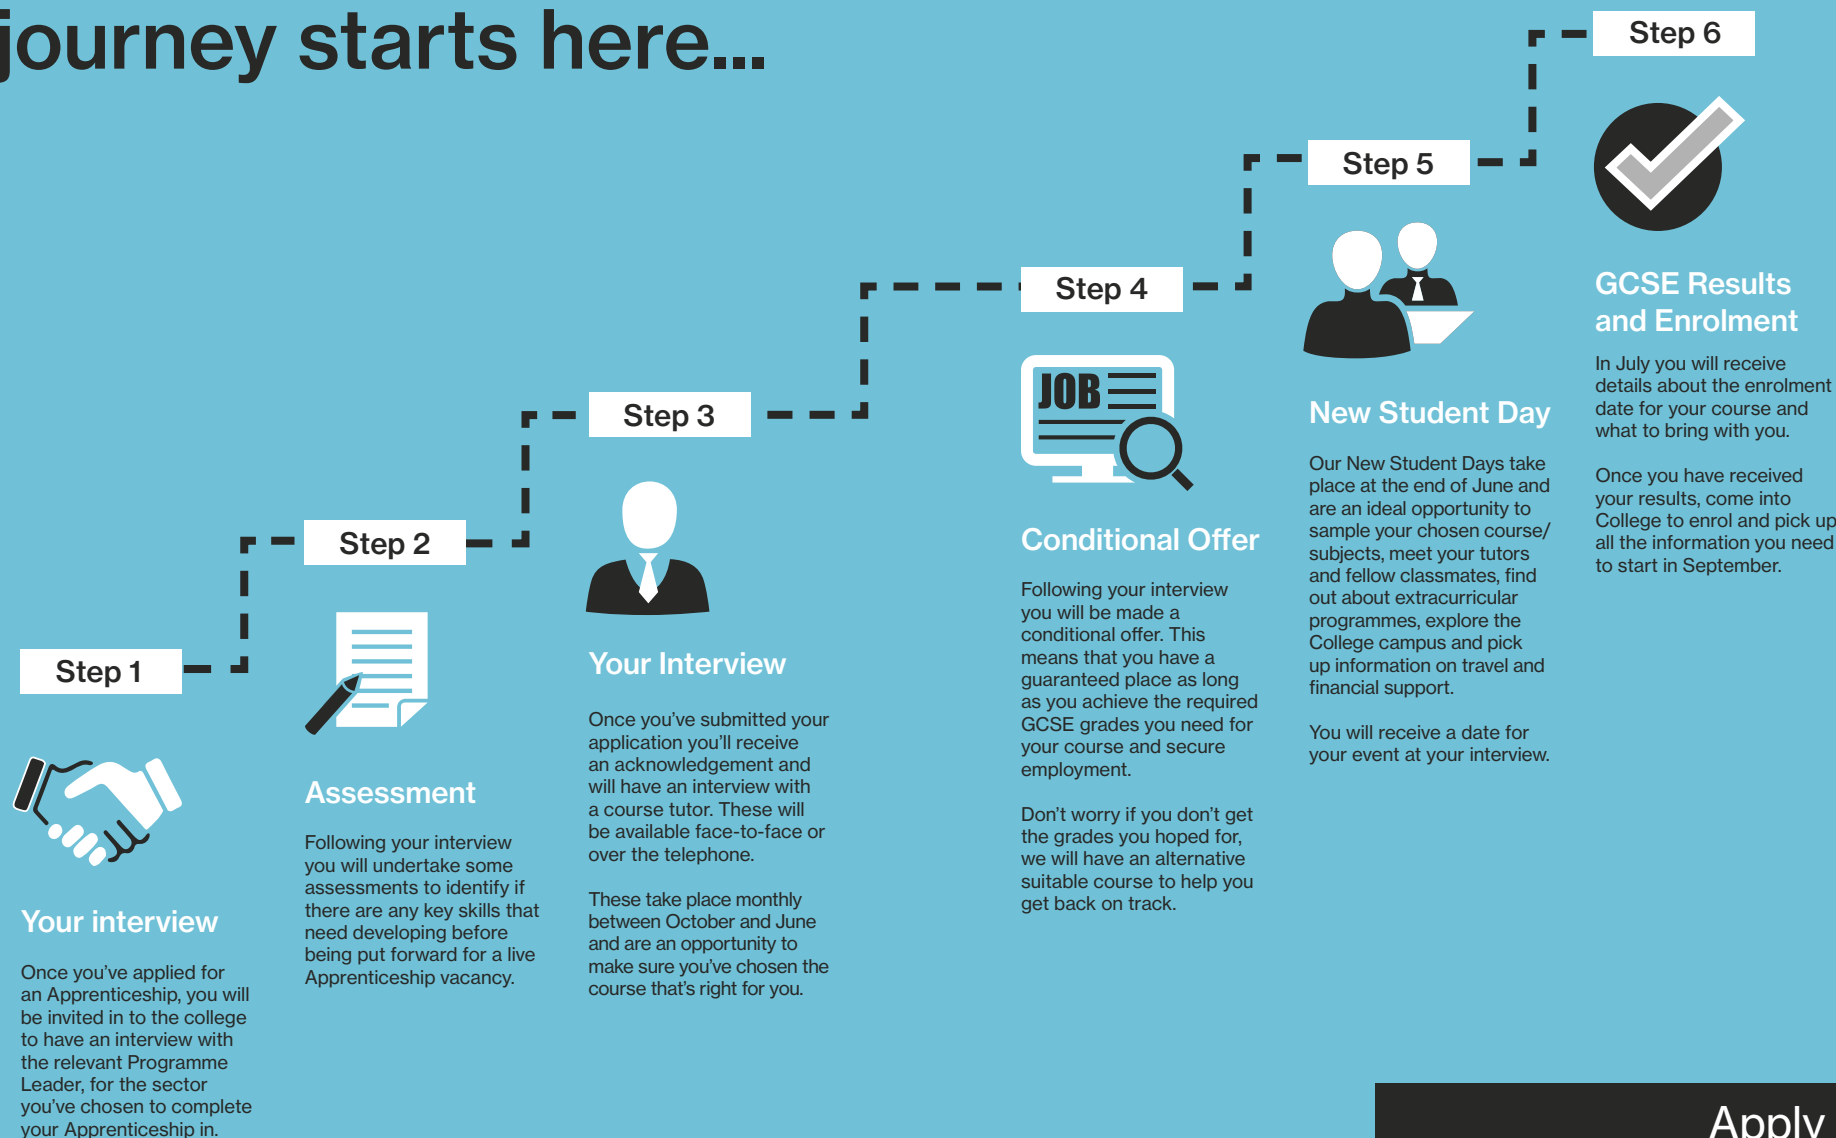 journey starts here...
Step 1
Your interview
Once you've applied for
an Apprenticeship, you will
be invited in to the college
to have an interview with
the relevant Programme
Leader, for the sector
you've chosen to complete
your Apprenticeship in.
Step 2
Assessment
Following your interview
you will undertake some
assessments to identify if
there are any key skills that
need developing before
being put forward for a live
Apprenticeship vacancy.
Step 3
Your Interview
Once you've submitted your
application you'll receive
an acknowledgement and
will have an interview with
a course tutor. These will
be available face-to-face or
over the telephone.
These take place monthly
between October and June
and are an opportunity to
make sure you've chosen the
course that's right for you.
Step 4
JOB
Conditional Offer
Following your interview
you will be made a
conditional offer. This
means that you have a
guaranteed place as long
as you achieve the required
GCSE grades you need for
your course and secure
employment.
Don't worry if you don't get
the grades you hoped for,
we will have an alternative
suitable course to help you
get back on track.
Step 5
New Student Day
Our New Student Days take
place at the end of June and
are an ideal opportunity to
sample your chosen course/
subjects, meet your tutors
and fellow classmates, find
out about extracurricular
programmes, explore the
College campus and pick
up information on travel and
financial support.
You will receive a date for
your event at your interview.
Step 6
GCSE Results
and Enrolment
In July you will receive
details about the enrolment
date for your course and
what to bring with you.
Once you have received
your results, come into
College to enrol and pick up
all the information you need
to start in September.
Apply